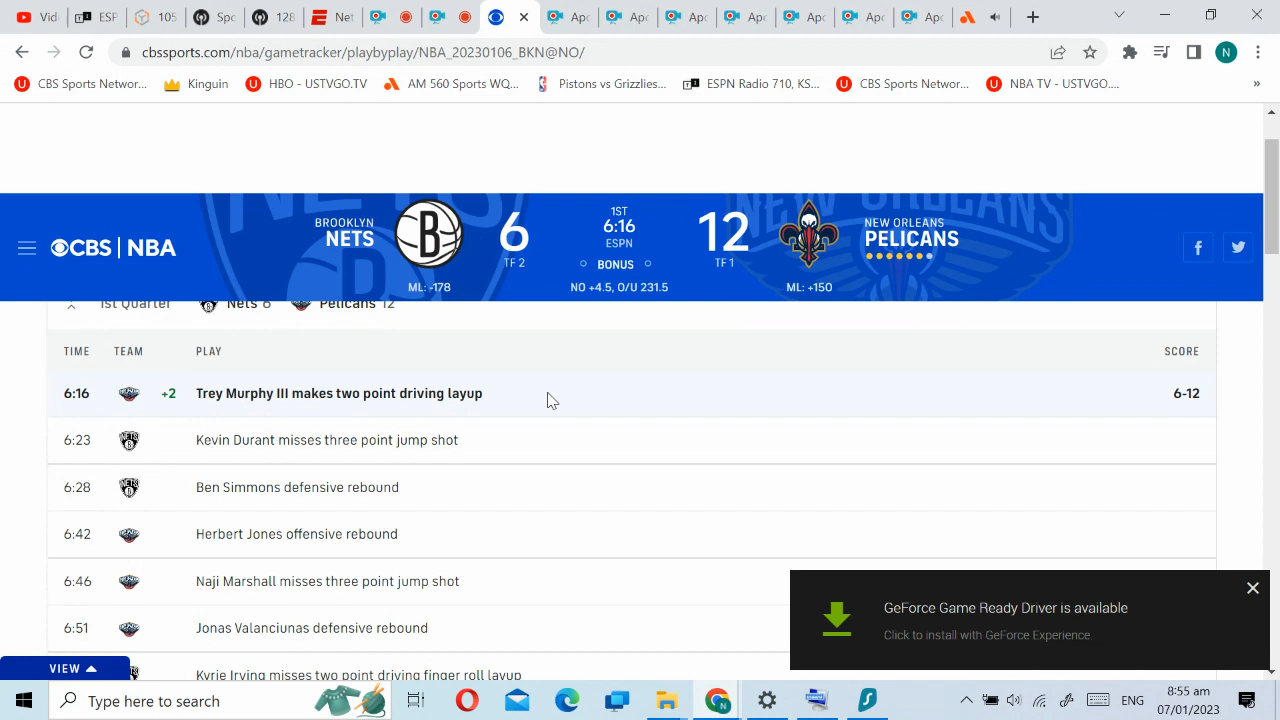 Vid ESP 105 Spo 128 Net Apo Apo Apo Apo Apo Apo Apo
cbssports.com/nba/gametracker/playbyplay/NBA_20230106_BKN@NO/
N
CBS Sports Networ... Kinguin HBO - USTVGO.TV AM 560 Sports WQ... Pistons vs Grizzlies... ESPN Radio 710, KS... CBS Sports Networ... NBA TV - USTVGO.... »
CBS | NBA
BROOKLYN
NETS
B
ML: -178
6
TF 2
1ST
6:16
ESPN
BONUS
NO +4.5, O/U 231.5
12
TF 1
NEW ORLEANS
PELICANS
ML: +150
1st Quarter Nets 6 Pelicans 12
TIME TEAM PLAY SCORE
6:16 +2 Trey Murphy III makes two point driving layup 6-12
6:23 Kevin Durant misses three point jump shot
6:28 Ben Simmons defensive rebound
6:42 Herbert Jones offensive rebound
6:46 Naji Marshall misses three point jump shot
6:51 Jonas Valanciunas defensive rebound
Kyrie Irving misses two point driving finger roll layup
VIEW
GeForce Game Ready Driver is available
Click to install with GeForce Experience.
Type here to search
ENG
8:55 am
07/01/2023